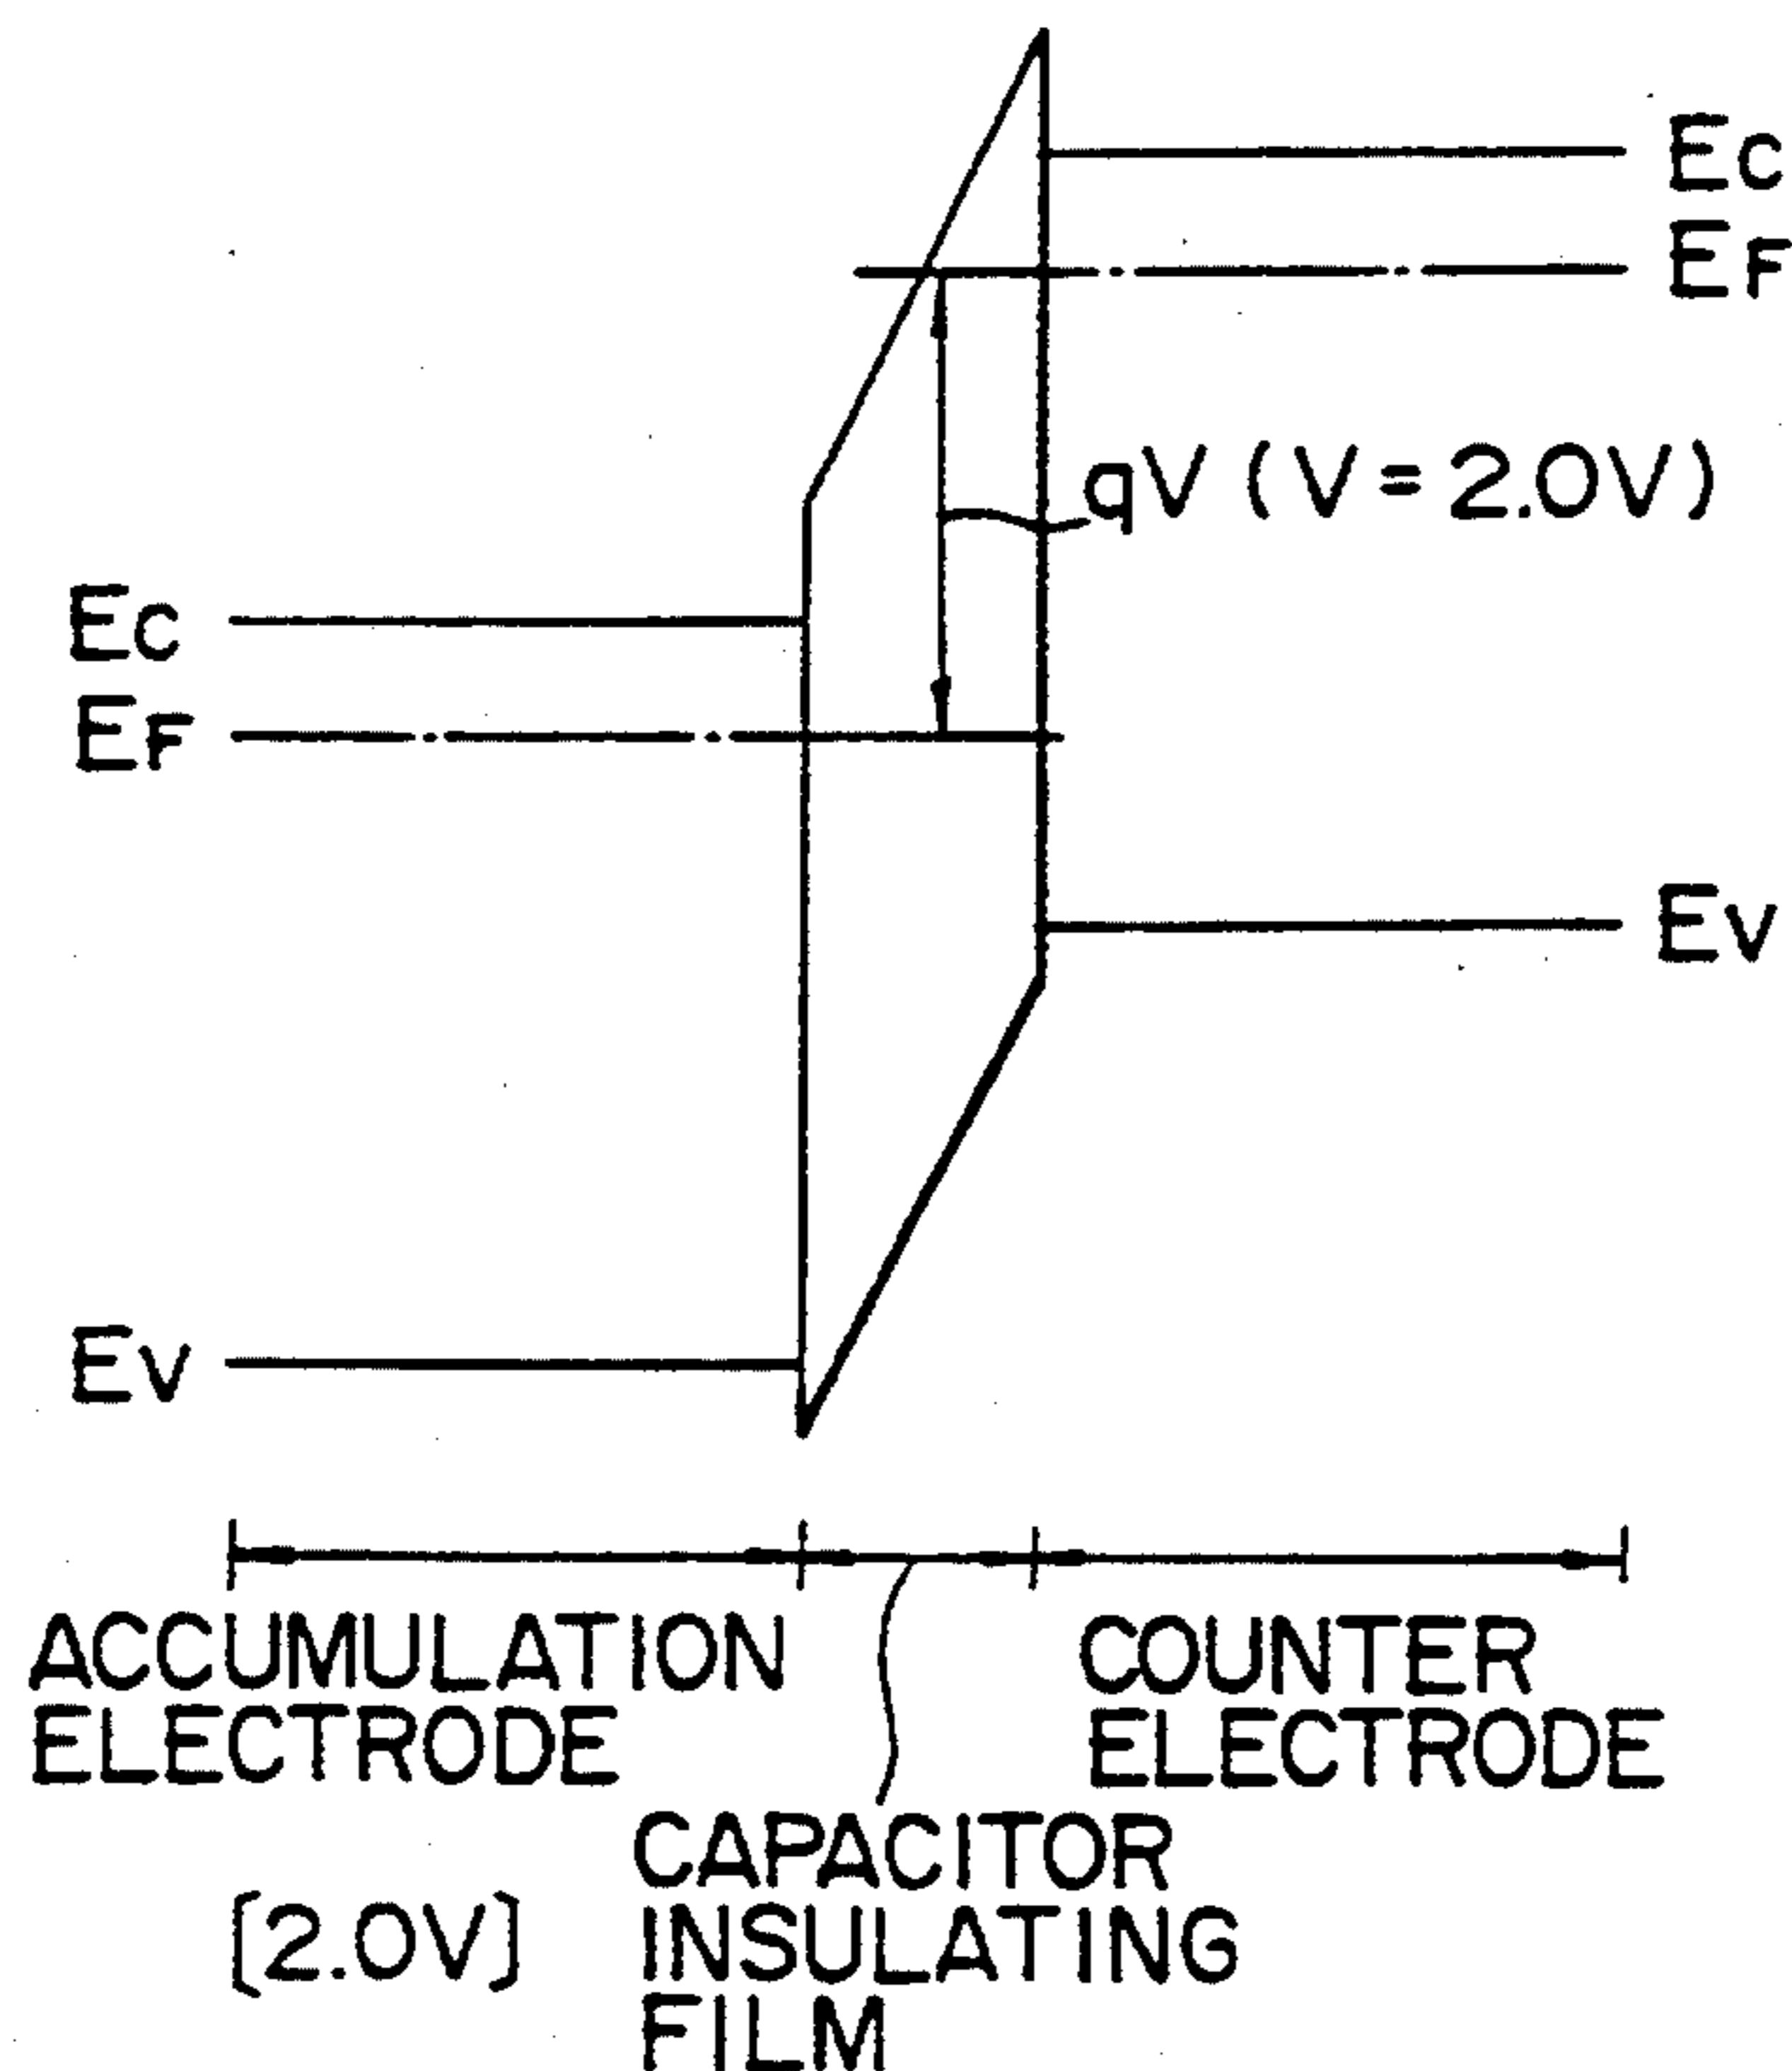 Ec
EF
qV (V=2.0V)
Ec
EF
Ev
Ev
ACCUMULATION
ELECTRODE
COUNTER
ELECTRODE
CAPACITOR
INSULATING
FILM
[2.0V]